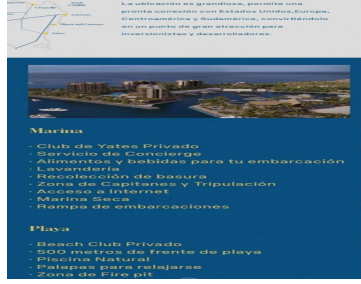 La ubicación es grandiosa, permite una
pronta conexión con Estados Unidos,Europa,
Centroamérica y Sudamérica, convirtiéndolo
en un punto de gran atracción para
inversionistas y desarrolladores.
Marina
- Club de Yates Privado
- Servicio de Concierge
- Alimentos y bebidas para tu embarcación
- Lavandería
- Recolección de basura
- Zona de Capitanes y Tripulación
- Acceso a Internet
- Marina Seca
- Rampa de embarcaciones
Playa
- Beach Club Privado
- 500 metros de frente de playa
- Piscina Natural
- Palapas para relajarse
- Zona de Fire pit